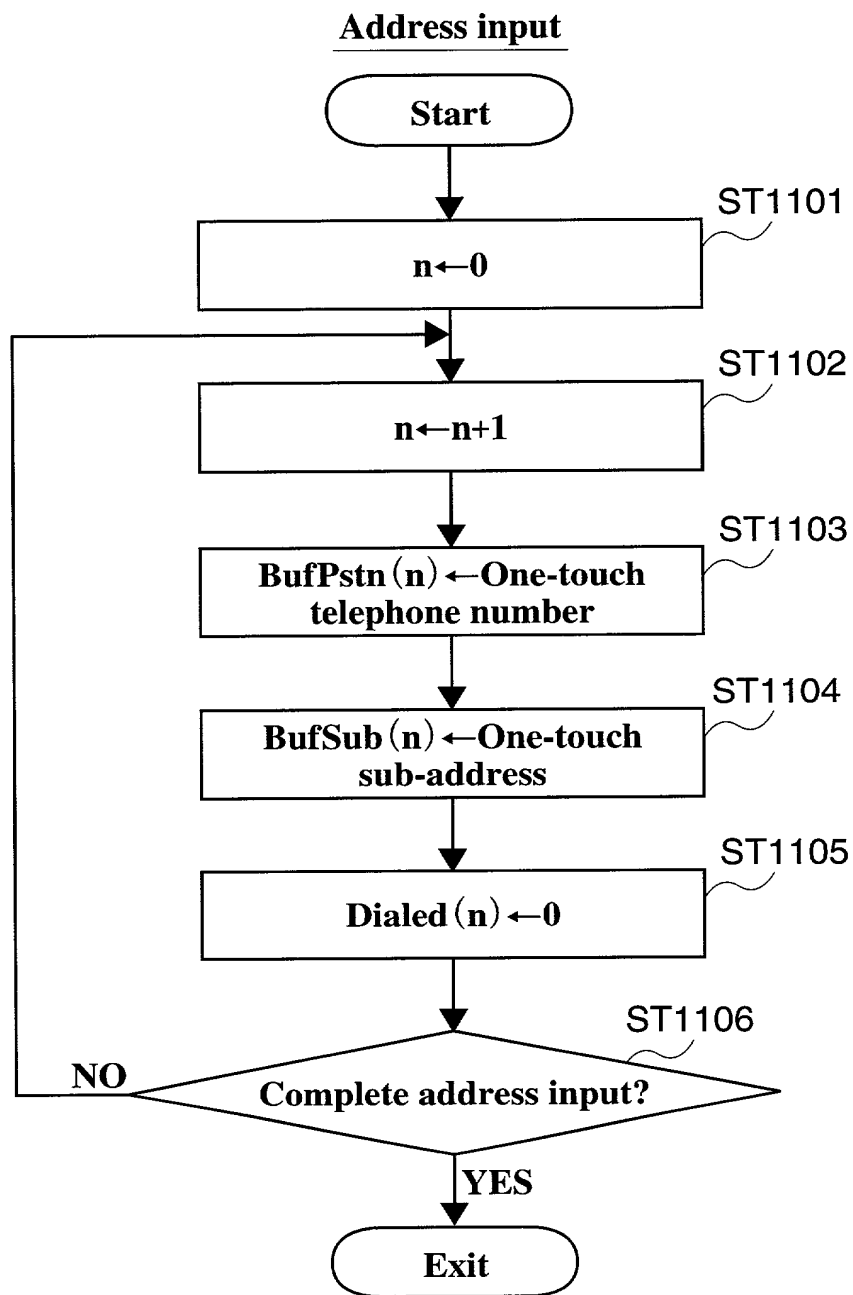 Address input
Start
ST1101
n←0
ST1102
n←n+1
ST1103
BufPstn(n)←One-touch
telephone number
ST1104
BufSub(n)←One-touch
sub-address
ST1105
Dialed(n)←0
ST1106
NO
Complete address input?
YES
Exit